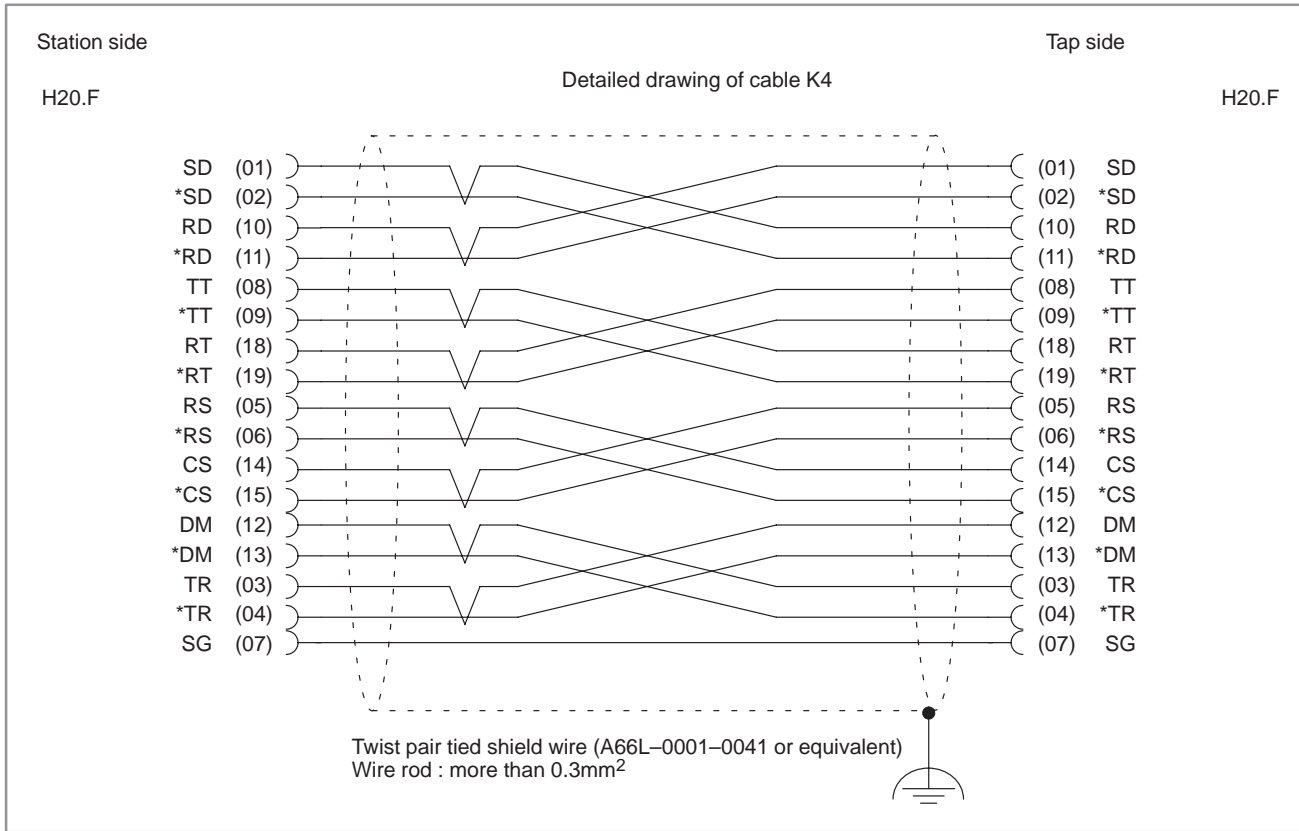 Station side Tap side
Detailed drawing of cable K4
H20.F H20.F
SD (01) (01) SD
*SD (02) (02) *SD
RD (10) (10) RD
*RD (11) (11) *RD
TT (08) (08) TT
*TT (09) (09) *TT
RT (18) (18) RT
*RT (19) (19) *RT
RS (05) (05) RS
*RS (06) (06) *RS
CS (14) (14) CS
*CS (15) (15) *CS
DM (12) (12) DM
*DM (13) (13) *DM
TR (03) (03) TR
*TR (04) (04) *TR
SG (07) (07) SG
Twist pair tied shield wire (A66L–0001–0041 or equivalent)
Wire rod : more than 0.3mm²